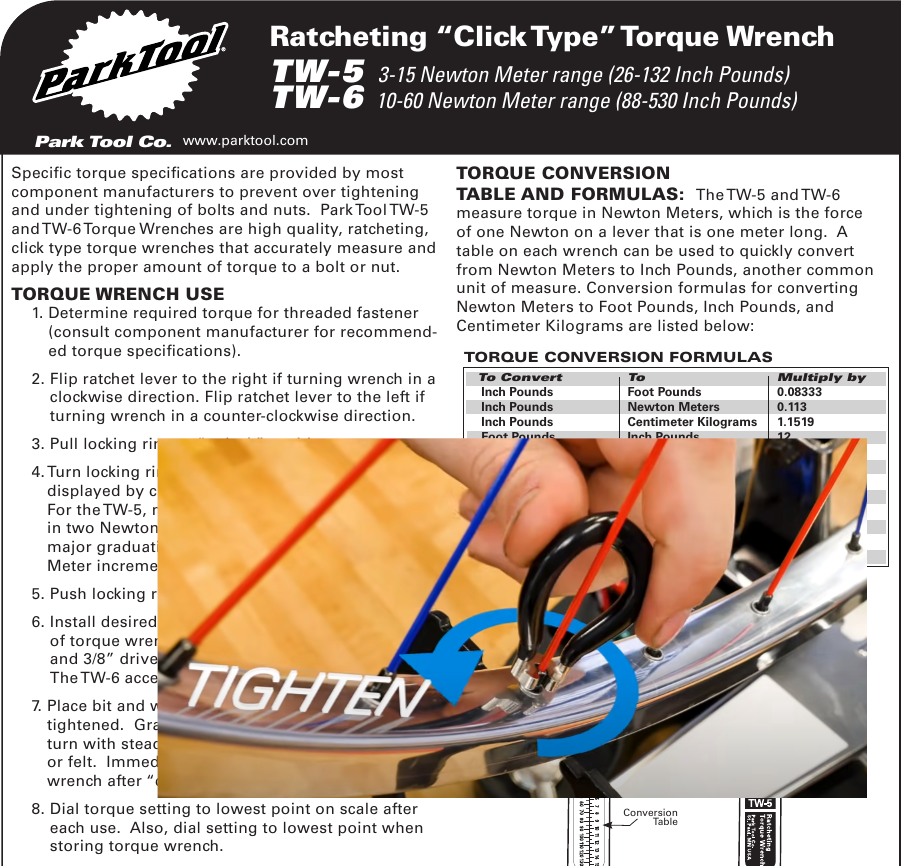 ParkTool®
Ratcheting “Click Type” Torque Wrench
TW-5 3-15 Newton Meter range (26-132 Inch Pounds)
TW-6 10-60 Newton Meter range (88-530 Inch Pounds)
Park Tool Co. www.parktool.com
Specific torque specifications are provided by most
component manufacturers to prevent over tightening
and under tightening of bolts and nuts. Park Tool TW-5
and TW-6 Torque Wrenches are high quality, ratcheting,
click type torque wrenches that accurately measure and
apply the proper amount of torque to a bolt or nut.
TORQUE WRENCH USE
1. Determine required torque for threaded fastener
(consult component manufacturer for recommend-
ed torque specifications).
2. Flip ratchet lever to the right if turning wrench in a
clockwise direction. Flip ratchet lever to the left if
turning wrench in a counter-clockwise direction.
3. Pull locking
4. Turn locking
displayed by
For the TW-5,
in two Newton
major
Meter
5. Push locking
6. Install desired
of torque
and 3/8” drive
The TW-6
7. Place bit and
tightened.
turn with
or felt.
wrench after
8. Dial torque setting to lowest point on scale after
each use. Also, dial setting to lowest point when
storing torque wrench.
TORQUE CONVERSION
TABLE AND FORMULAS: The TW-5 and TW-6
measure torque in Newton Meters, which is the force
of one Newton on a lever that is one meter long. A
table on each wrench can be used to quickly convert
from Newton Meters to Inch Pounds, another common
unit of measure. Conversion formulas for converting
Newton Meters to Foot Pounds, Inch Pounds, and
Centimeter Kilograms are listed below:
TORQUE CONVERSION FORMULAS
To Convert To Multiply by
Inch Pounds Foot Pounds 0.08333
Inch Pounds Newton Meters 0.113
Inch Pounds Centimeter Kilograms 1.1519
Foot Pounds Inch Pounds 12
TIGHTEN
Conversion
Table
TW-5
Ratcheting
Torque Wrench
Park Tool Co.